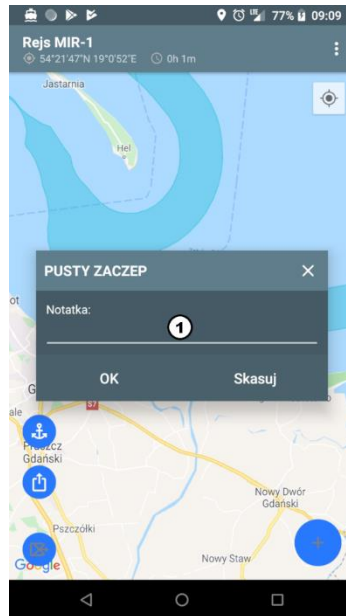 77% 09:09
Rejs MIR-1
54°21'47"N 19°0'52"E 0h 1m
Jastarnia
Hel
PUSTY ZACZEP
Notatka:
1
OK Skasuj
S7
Gdański
Nowy Dwór
Gdański
Pszczółki
Nowy Staw
Google